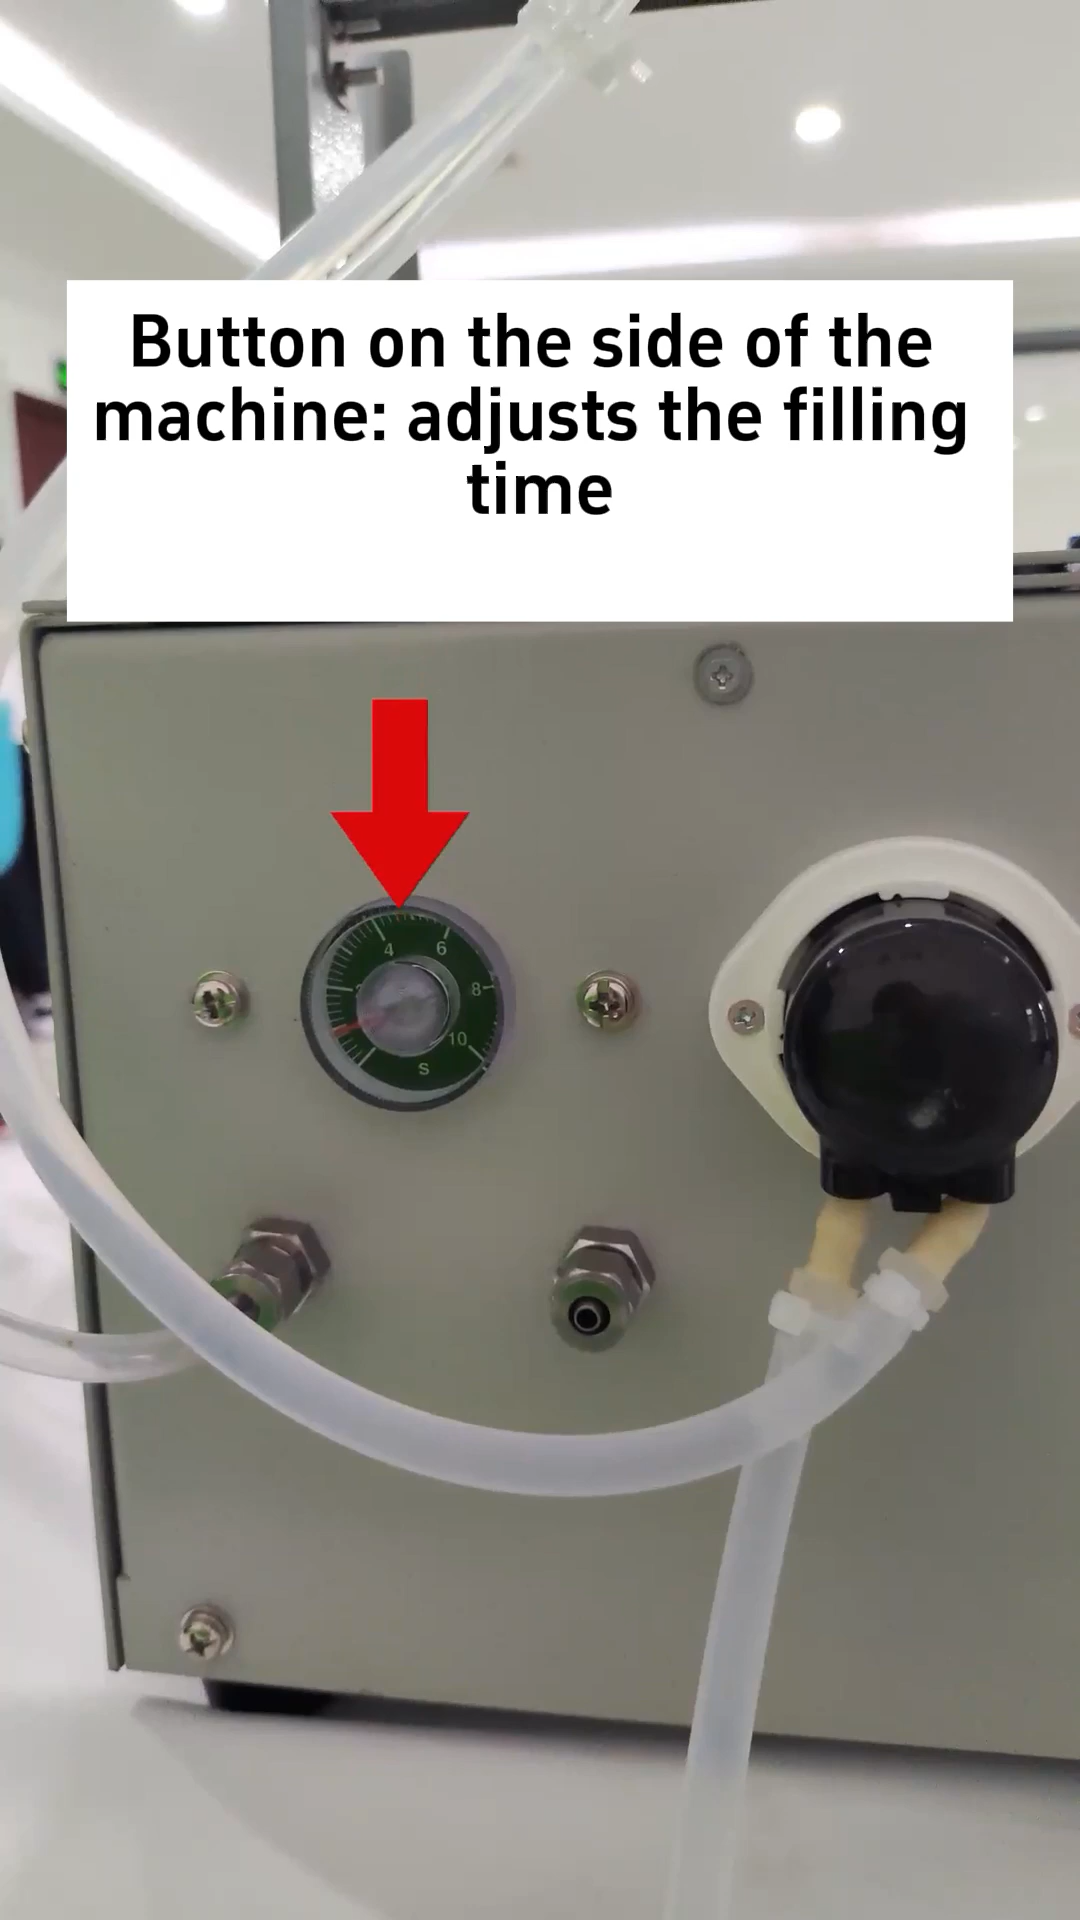 Button on the side of the
machine: adjusts the filling
time
4
6
8
10
S